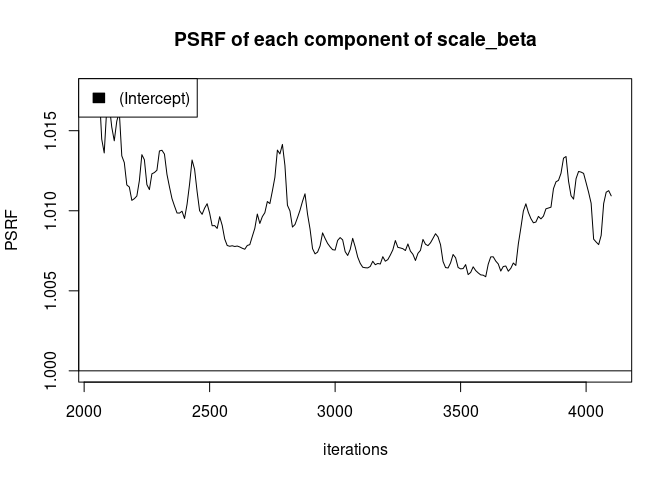 PSRF of each component of scale_beta
(Intercept)
PSRF
1.015
1.010
1.005
1.000
2000 2500 3000 3500 4000
iterations